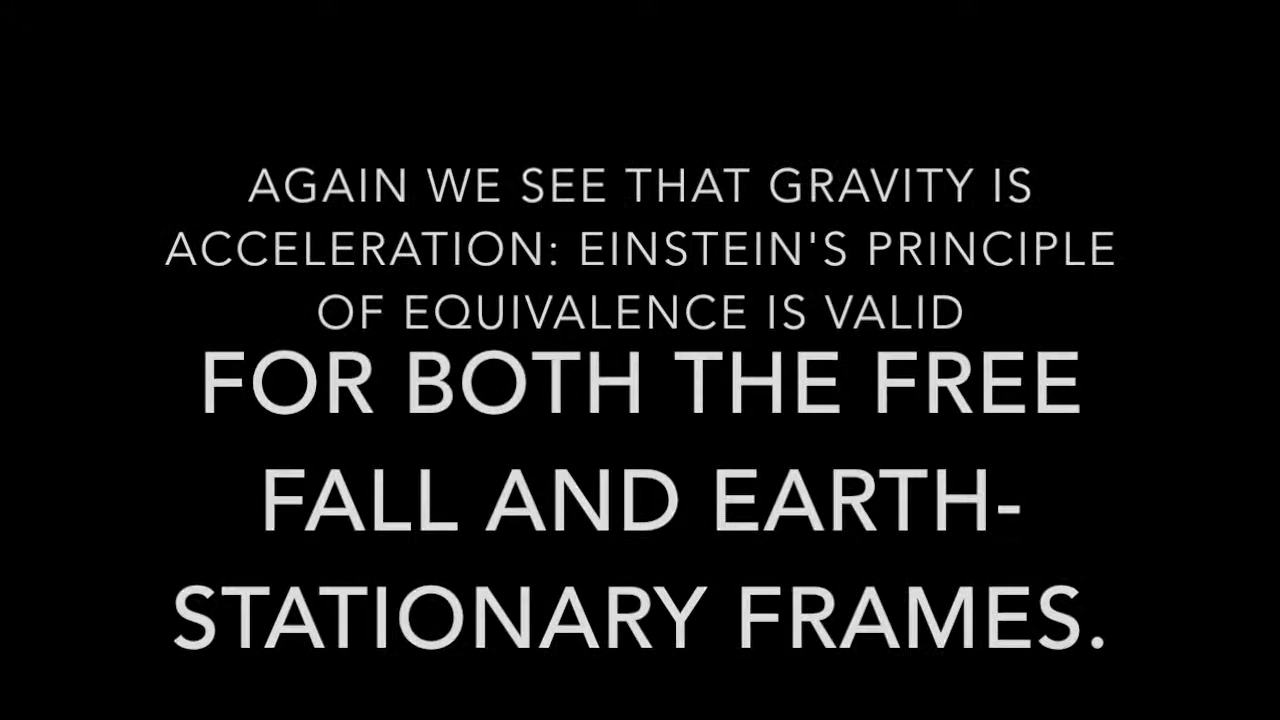 AGAIN WE SEE THAT GRAVITY IS
ACCELERATION: EINSTEIN'S PRINCIPLE
OF EQUIVALENCE IS VALID
FOR BOTH THE FREE
FALL AND EARTH-
STATIONARY FRAMES.